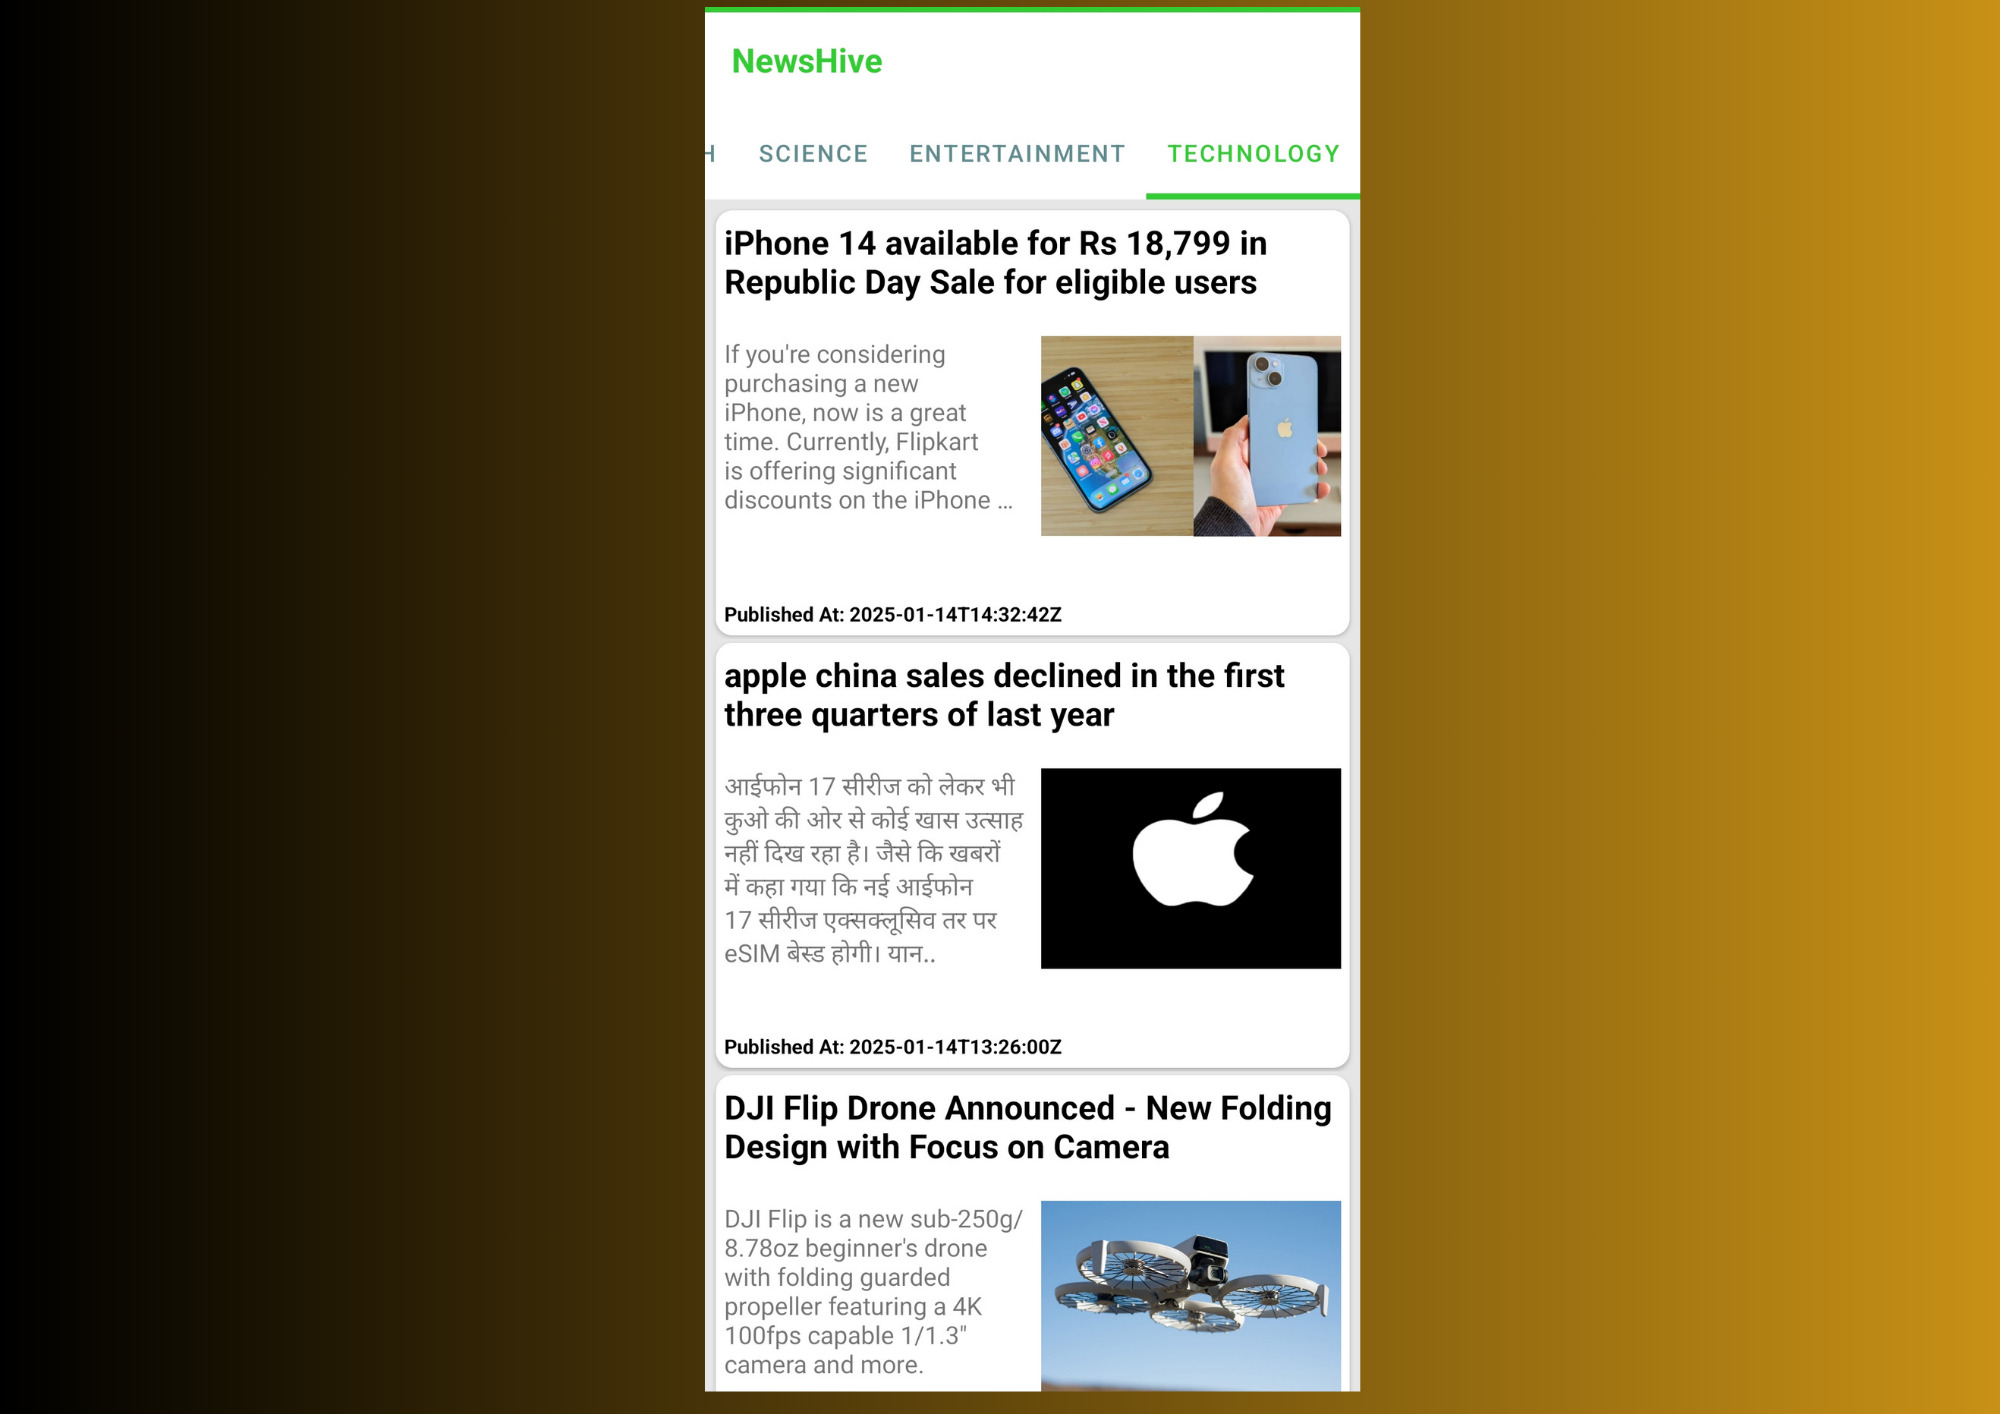 NewsHive
H SCIENCE ENTERTAINMENT TECHNOLOGY
iPhone 14 available for Rs 18,799 in
Republic Day Sale for eligible users
If you're considering
purchasing a new
iPhone, now is a great
time. Currently, Flipkart
is offering significant
discounts on the iPhone ...
Published At: 2025-01-14T14:32:42Z
apple china sales declined in the first
three quarters of last year
आईफोन 17 सीरीज को लेकर भी
कुओ की ओर से कोई खास उत्साह
नहीं दिख रहा है। जैसे कि खबरों
में कहा गया कि नई आईफोन
17 सीरीज एक्सक्लूसिव तर पर
eSIM बेस्ड होगी। यान..
Published At: 2025-01-14T13:26:00Z
DJI Flip Drone Announced - New Folding
Design with Focus on Camera
DJI Flip is a new sub-250g/
8.78oz beginner's drone
with folding guarded
propeller featuring a 4K
100fps capable 1/1.3"
camera and more.